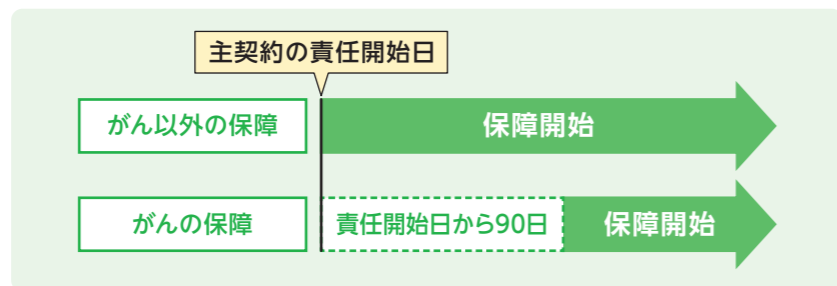 主契約の責任開始日
がん以外の保障
保障開始
がんの保障
責任開始日から90日
保障開始